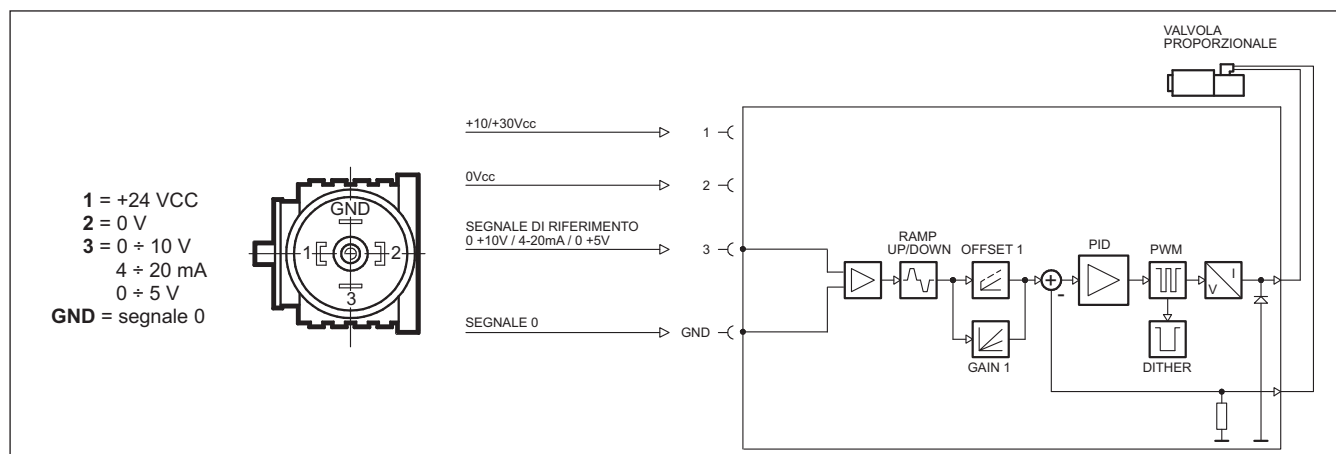 1 = +24 VCC
2 = 0 V
3 = 0 ÷ 10 V
4 ÷ 20 mA
0 ÷ 5 V
GND = segnale 0
GND
1
2
3
+10/+30Vcc
1
0Vcc
2
SEGNALE DI RIFERIMENTO
0 +10V / 4-20mA / 0 +5V
3
SEGNALE 0
GND
VALVOLA
PROPORZIONALE
RAMP
UP/DOWN
OFFSET 1
GAIN 1
+
-
PID
PWM
DITHER
V
I